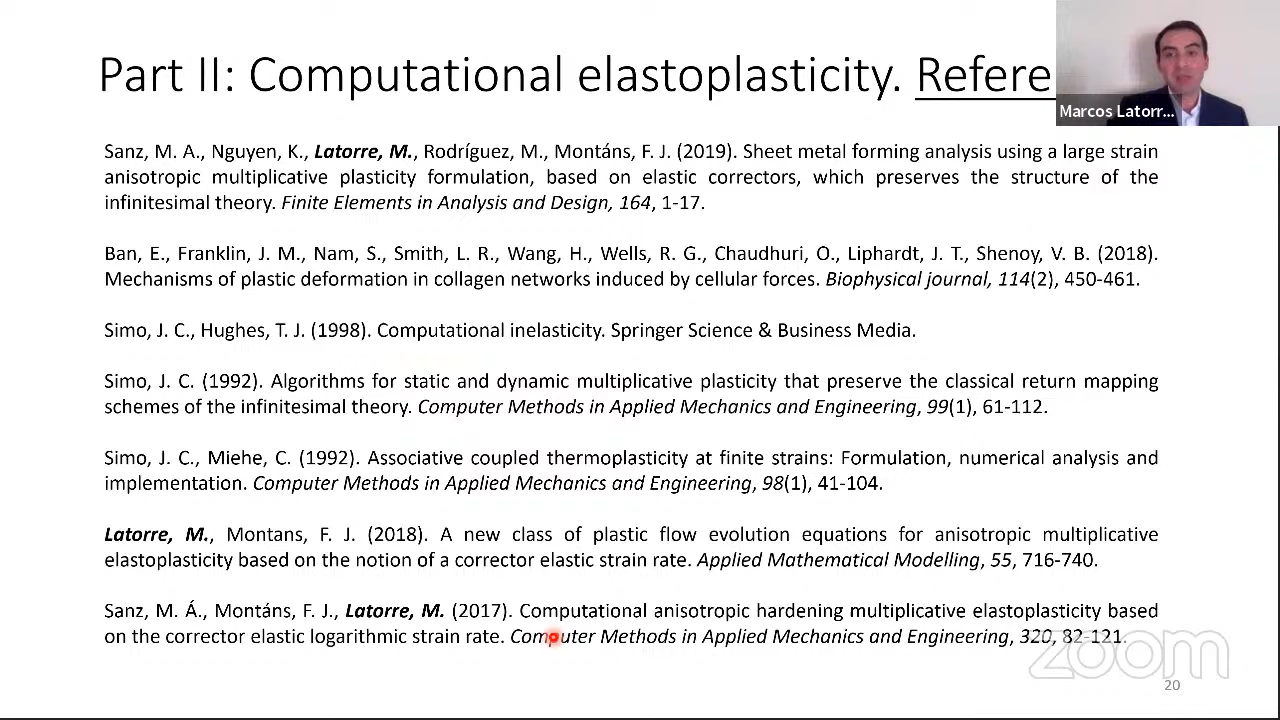 Part II: Computational elastoplasticity. Refere
Marcos Latorr...
Sanz, M. A., Nguyen, K., Latorre, M., Rodríguez, M., Montáns, F. J. (2019). Sheet metal forming analysis using a large strain
anisotropic multiplicative plasticity formulation, based on elastic correctors, which preserves the structure of the
infinitesimal theory. Finite Elements in Analysis and Design, 164, 1-17.
Ban, E., Franklin, J. M., Nam, S., Smith, L. R., Wang, H., Wells, R. G., Chaudhuri, O., Liphardt, J. T., Shenoy, V. B. (2018).
Mechanisms of plastic deformation in collagen networks induced by cellular forces. Biophysical journal, 114(2), 450-461.
Simo, J. C., Hughes, T. J. (1998). Computational inelasticity. Springer Science & Business Media.
Simo, J. C. (1992). Algorithms for static and dynamic multiplicative plasticity that preserve the classical return mapping
schemes of the infinitesimal theory. Computer Methods in Applied Mechanics and Engineering, 99(1), 61-112.
Simo, J. C., Miehe, C. (1992). Associative coupled thermoplasticity at finite strains: Formulation, numerical analysis and
implementation. Computer Methods in Applied Mechanics and Engineering, 98(1), 41-104.
Latorre, M., Montans, F. J. (2018). A new class of plastic flow evolution equations for anisotropic multiplicative
elastoplasticity based on the notion of a corrector elastic strain rate. Applied Mathematical Modelling, 55, 716-740.
Sanz, M. Á., Montáns, F. J., Latorre, M. (2017). Computational anisotropic hardening multiplicative elastoplasticity based
on the corrector elastic logarithmic strain rate. Computer Methods in Applied Mechanics and Engineering, 320, 82-121.
zoom
20